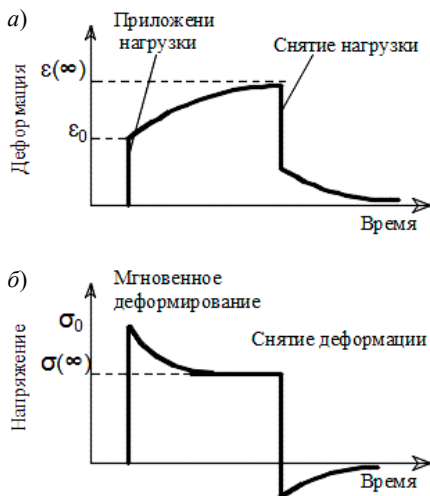 а)
Приложени
нагрузки
Снятие нагрузки
ε(∞)
ε₀
Деформация
Время
б)
Мгновенное
деформирование
σ₀
Снятие деформации
σ(∞)
Напряжение
Время